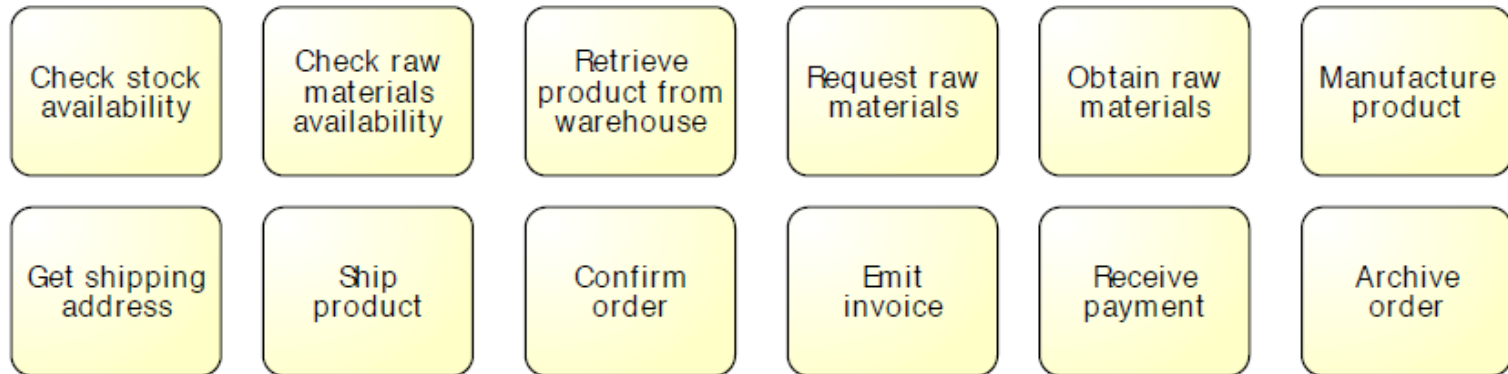 Check stock
availability
Check raw
materials
availability
Retrieve
product from
warehouse
Request raw
materials
Obtain raw
materials
Manufacture
product
Get shipping
address
Ship
product
Confirm
order
Emit
invoice
Receive
payment
Archive
order